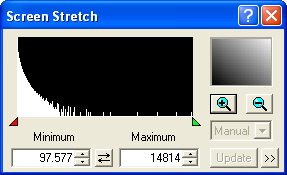 Screen Stretch
Minimum Maximum
97.577 14814
Manual
Update >>